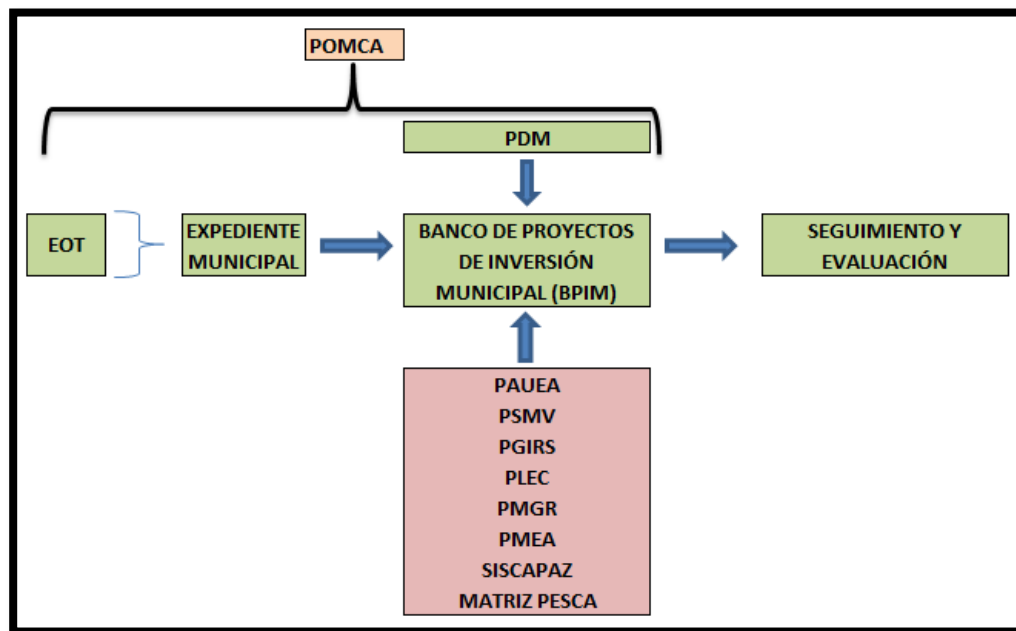 POMCA
PDM
EOT
EXPEDIENTE
MUNICIPAL
BANCO DE PROYECTOS
DE INVERSIÓN
MUNICIPAL (BPIM)
SEGUIMIENTO Y
EVALUACIÓN
PAUEA
PSMV
PGIRS
PLEC
PMGR
PMEA
SISCAPAZ
MATRIZ PESCA